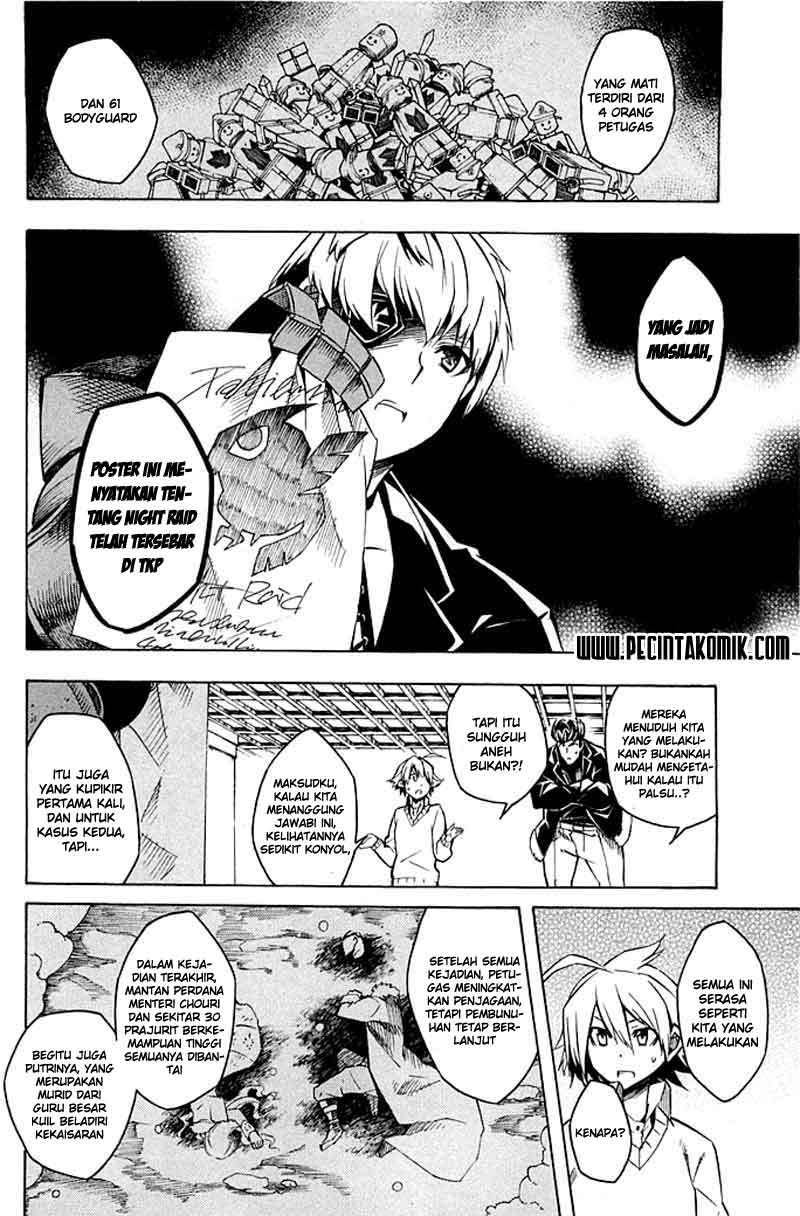 YANG MATI
TERDIRI DARI
4 ORANG
PETUGAS
DAN 61
BODYGUARD
YANG JADI
MASALAH,
POSTER INI ME-
NYATAKAN TEN-
TANG NIGHT RAID
TELAH TERSEBAR
DI TKP
Raid
WWW.PECINTAKOMIK.COM
MEREKA
MENUDUH KITA
YANG MELAKU-
KAN? BUKANKAH
MUDAH MENGETA-
HUI KALAU ITU
PALSU..?
TAPI ITU
SUNGGUH
ANEH
BUKAN?!
MAKSUDKU,
KALAU KITA
MENANGGUNG
JAWABI INI,
KELIHATANNYA
SEDIKIT KONYOL,
ITU JUGA
YANG KUPIKIR
PERTAMA KALI,
DAN UNTUK
KASUS KEDUA,
TAPI...
SEMUA INI
SERASA
SEPERTI
KITA YANG
MELAKUKAN
KENAPA?
SETELAH SEMUA
KEJADIAN, PETU-
GAS MENINGKAT-
KAN PENJAGAAN,
TETAPI PEMBUNU-
HAN TETAP BER-
LANJUT
DALAM KEJA-
DIAN TERAKHIR,
MANTAN PERDANA
MENTERI CHOURI
DAN SEKITAR 30
PRAJURIT BERKE-
MAMPUAN TINGGI
SEMUANYA DIBAN-
TAI
BEGITU JUGA
PUTRINYA, YANG
MERUPAKAN
MURID DARI
GURU BESAR
KUIL BELADIRI
KEKAISARAN